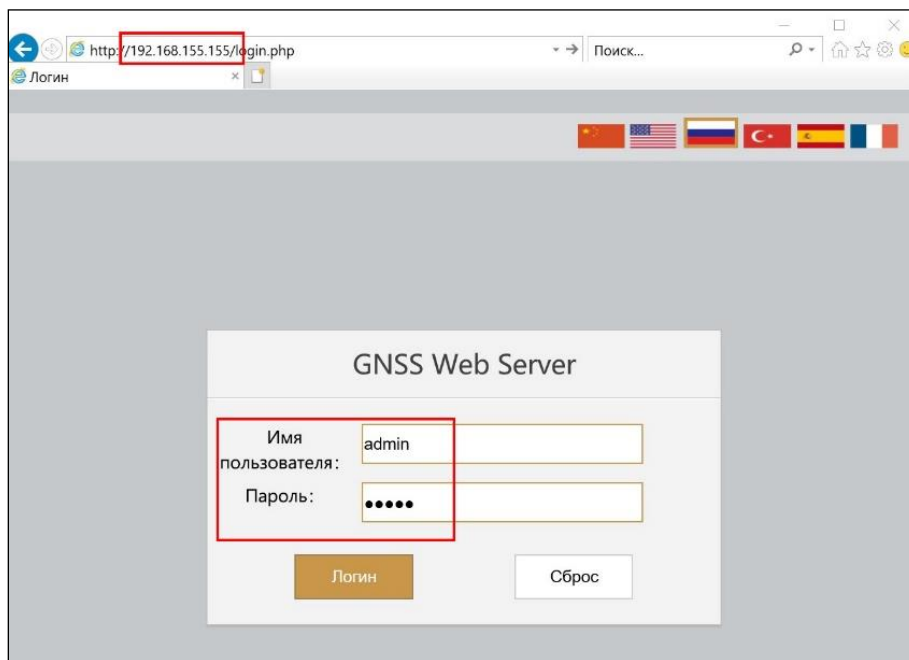 http://192.168.155.155/login.php
Поиск...
Логин
GNSS Web Server
Имя
пользователя:
admin
Пароль:
•••••
Логин
Сброс